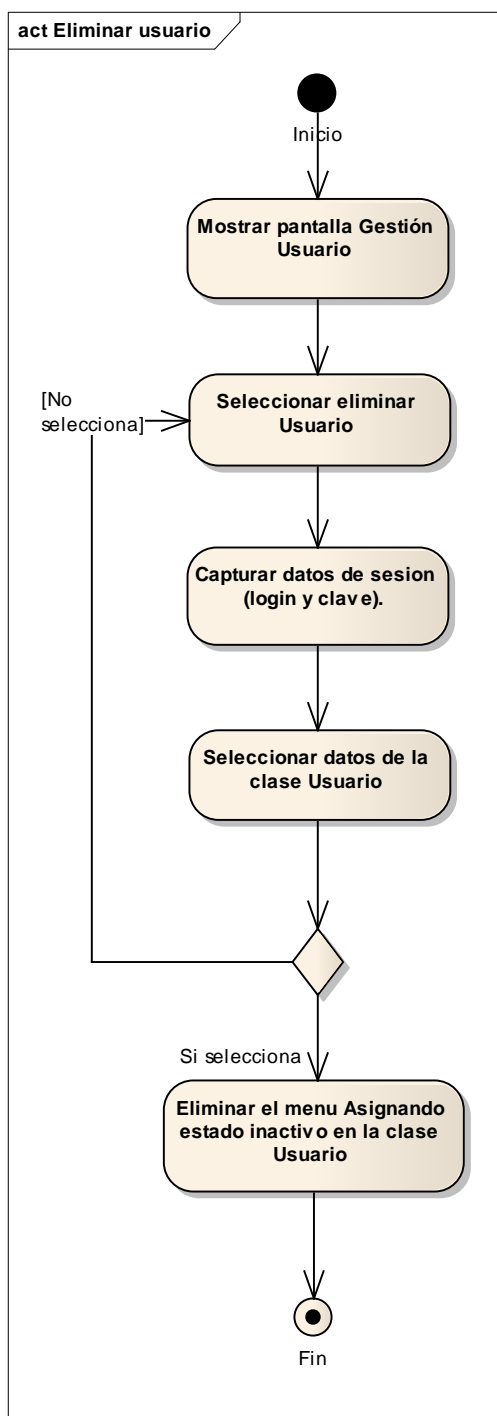 act Eliminar usuario
Inicio
Mostrar pantalla Gestión
Usuario
[No
selecciona]
Seleccionar eliminar
Usuario
Capturar datos de sesion
(login y clave).
Seleccionar datos de la
clase Usuario
Si selecciona
Eliminar el menu Asignando
estado inactivo en la clase
Usuario
Fin